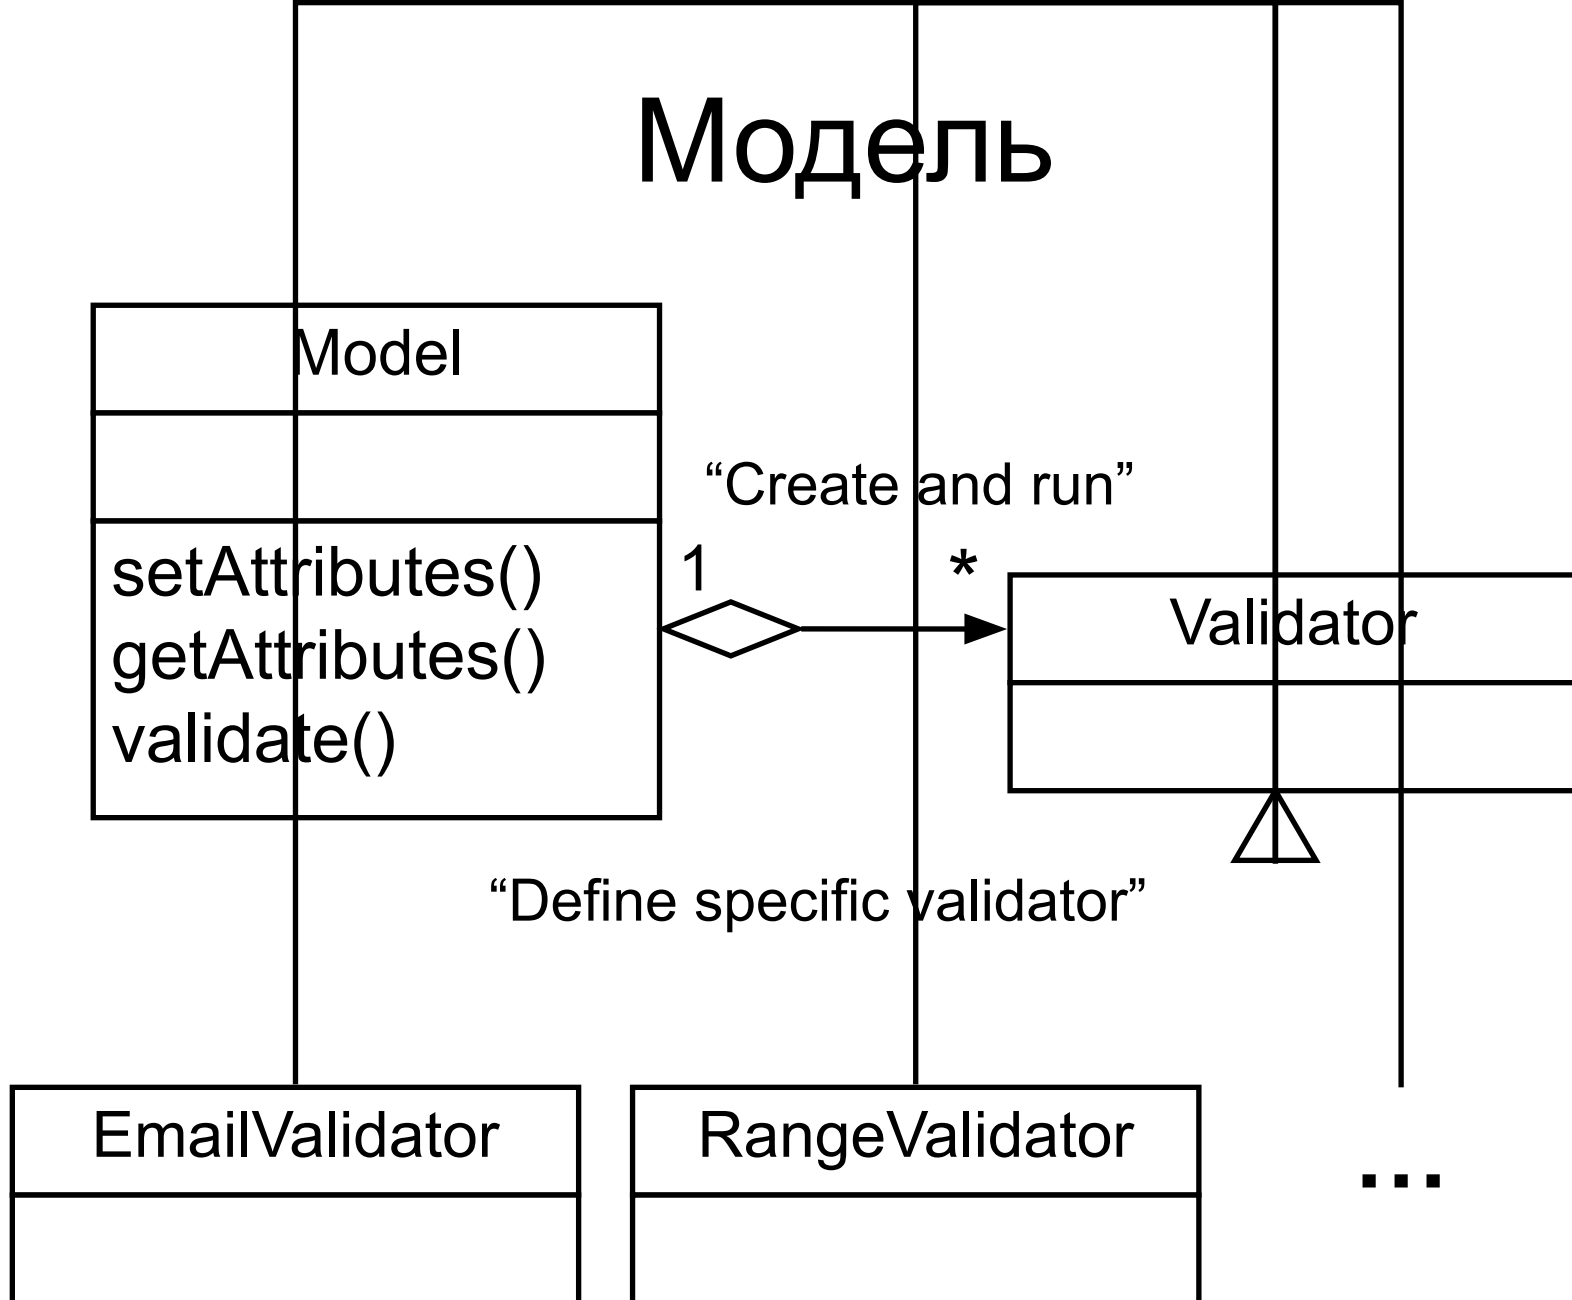 Модель
Model
“Create and run”
setAttributes()
1
*
getAttributes()
Validator
validate()
“Define specific validator”
EmailValidator
RangeValidator
...